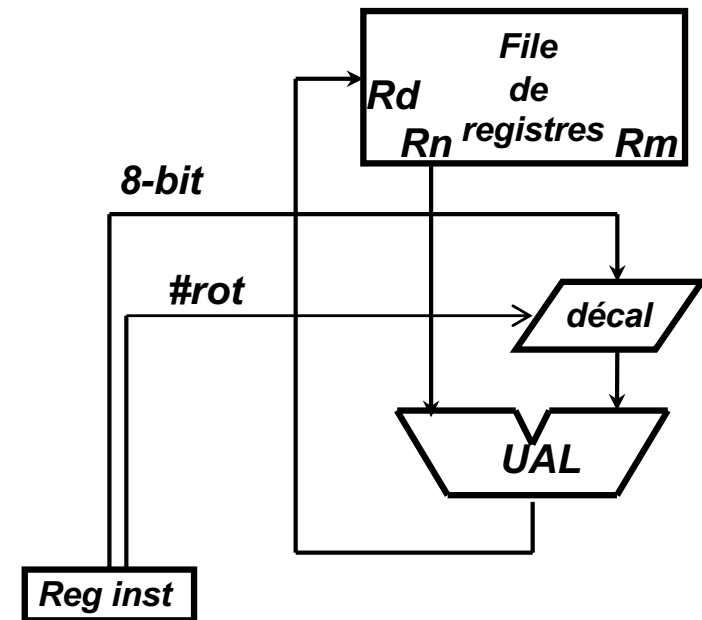 File
de
Rd
registres
Rn
Rm
8-bit
#rot
décal
UAL
Reg inst